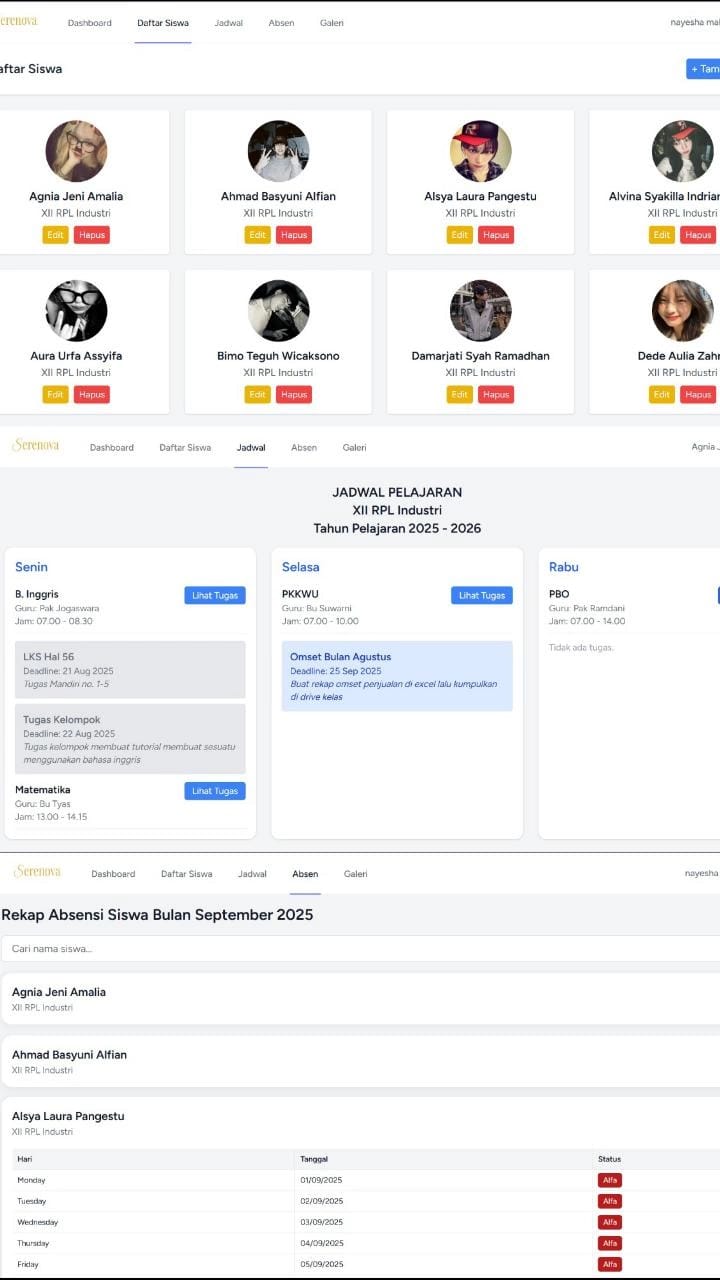 erenova Dashboard Daftar Siswa Jadwal Absen Galeri nayesha
aftar Siswa + Tam
Agnia Jeni Amalia Ahmad Basyuni Alfian Alsya Laura Pangestu Alvina Syakilla Indrian
XII RPL Industri XII RPL Industri XII RPL Industri XII RPL Industri
Edit Hapus Edit Hapus Edit Hapus Edit Hapus
Aura Urfa Assyifa Bimo Teguh Wicaksono Damarjati Syah Ramadhan Dede Aulia Zahr
XII RPL Industri XII RPL Industri XII RPL Industri XII RPL Industri
Edit Hapus Edit Hapus Edit Hapus Edit Hapus
Serenova Dashboard Daftar Siswa Jadwal Absen Galeri Agnia J
JADWAL PELAJARAN
XII RPL Industri
Tahun Pelajaran 2025 - 2026
Senin
B. Inggris Lihat Tugas
Guru: Pak Jogaswara
Jam: 07.00 - 08.30
LKS Hal 56
Deadline: 21 Aug 2025
Tugas Mandiri no. 1-5
Tugas Kelompok
Deadline: 22 Aug 2025
Tugas kelompok membuat tutorial membuat sesuatu
menggunakan bahasa inggris
Matematika Lihat Tugas
Guru: Bu Tyas
Jam: 13.00 - 14.15
Selasa
PKKWU Lihat Tugas
Guru: Bu Suwarni
Jam: 07.00 - 10.00
Omset Bulan Agustus
Deadline: 25 Sep 2025
Buat rekap omset penjualan di excel lalu kumpulkan
di drive kelas
Rabu
PBO
Guru: Pak Ramdani
Jam: 07.00 - 14.00
Tidak ada tugas.
Serenova Dashboard Daftar Siswa Jadwal Absen Galeri nayesha
Rekap Absensi Siswa Bulan September 2025
Cari nama siswa...
Agnia Jeni Amalia
XII RPL Industri
Ahmad Basyuni Alfian
XII RPL Industri
Alsya Laura Pangestu
XII RPL Industri
Hari Tanggal Status
Monday 01/09/2025 Alfa
Tuesday 02/09/2025 Alfa
Wednesday 03/09/2025 Alfa
Thursday 04/09/2025 Alfa
Friday 05/09/2025 Alfa